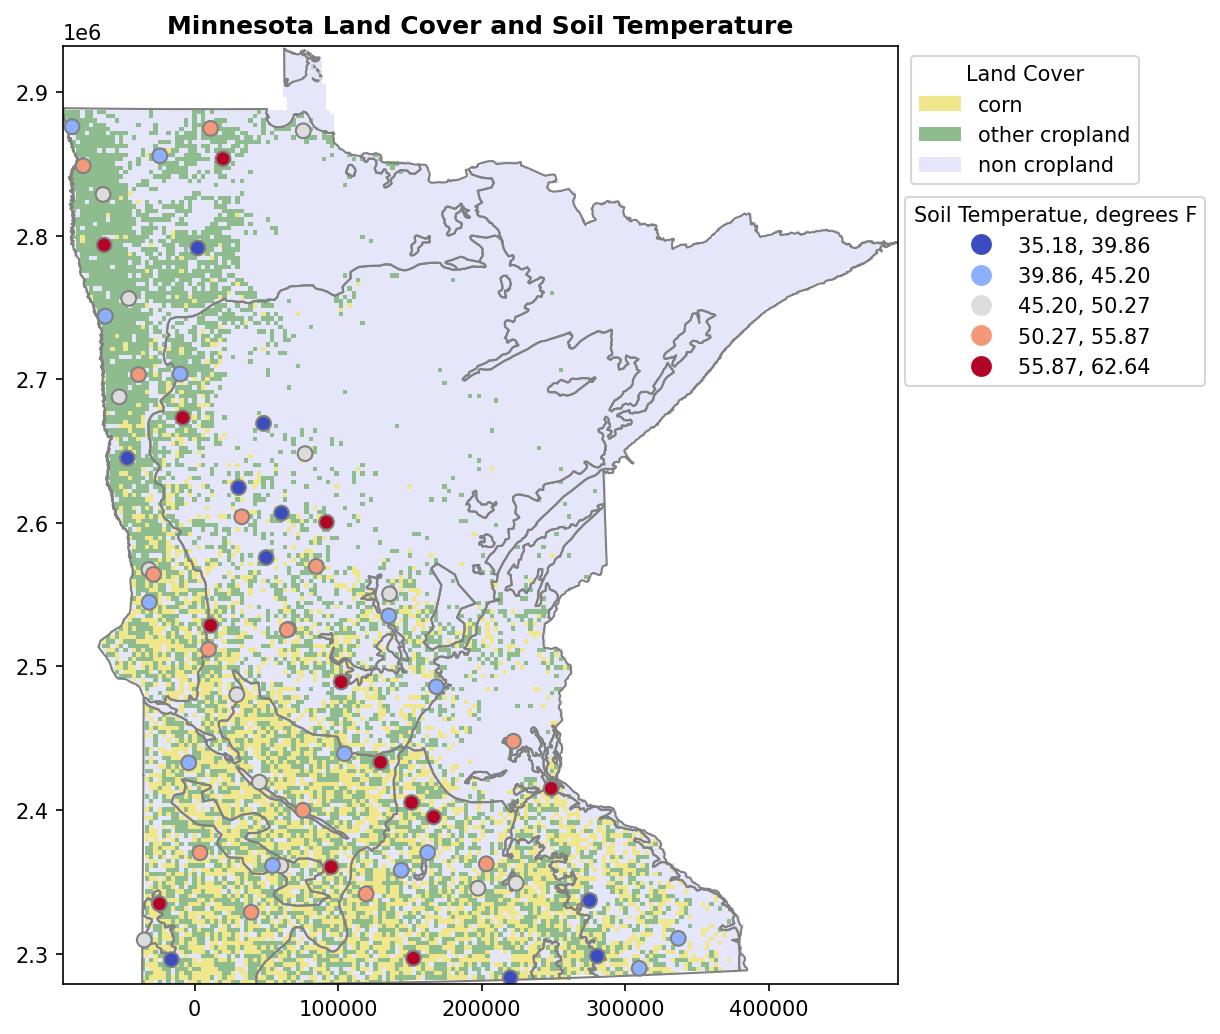 Minnesota Land Cover and Soil Temperature
1e6
2.9
2.8
2.7
2.6
2.5
2.4
2.3
0
100000
200000
300000
400000
Land Cover
corn
other cropland
non cropland
Soil Temperatue, degrees F
35.18, 39.86
39.86, 45.20
45.20, 50.27
50.27, 55.87
55.87, 62.64